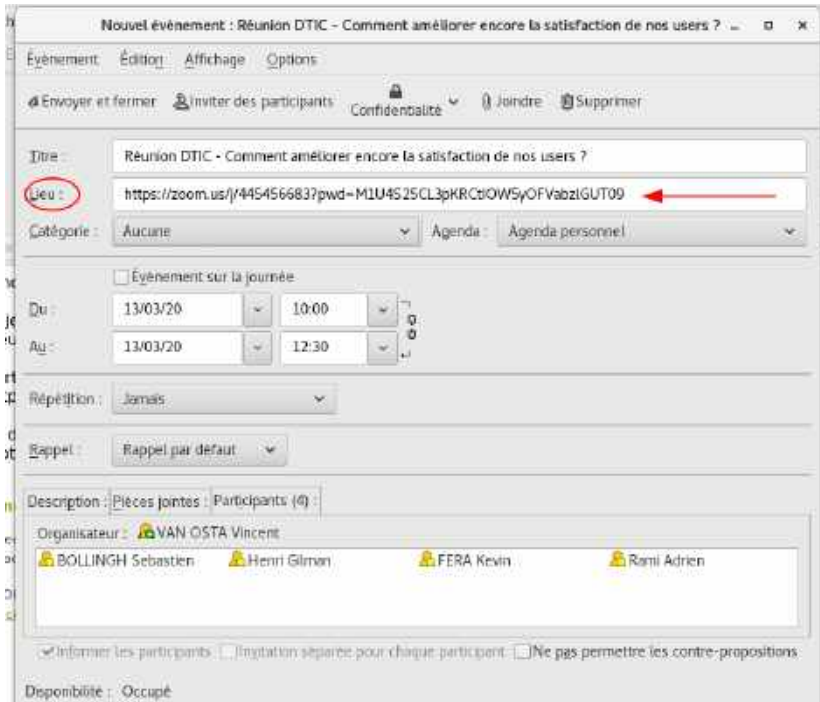 Nouvel évènement : Réunion DTIC - Comment améliorer encore la satisfaction de nos users ?
Évènement Édition Affichage Options
Envoyer et fermer Inviter des participants Confidentialité Joindre Supprimer
Titre : Réunion DTIC - Comment améliorer encore la satisfaction de nos users ?
Lieu : https://zoom.us/j/445456683?pwd=M1U4S25CL3pKRCtIOW5yOFVabzlGUT09
Catégorie : Aucune Agenda : Agenda personnel
Évènement sur la journée
Du : 13/03/20 10:00
Au : 13/03/20 12:30
Répétition : Jamais
Rappel : Rappel par défaut
Description : Pièces jointes : Participants (4) :
Organisateur : VAN OSTA Vincent
BOLLINGH Sebastien Henri Gilman FERA Kevin Rami Adrien
Informer les participants Invitation séparée pour chaque participant Ne pas permettre les contre-propositions
Disponibilité : Occupé